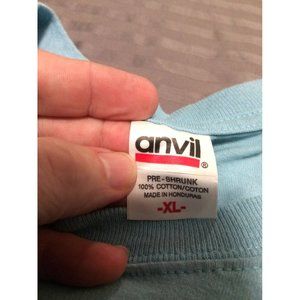 anvil®
PRE-SHRUNK
100% COTTON/COTON
MADE IN HONDURAS
-XL-